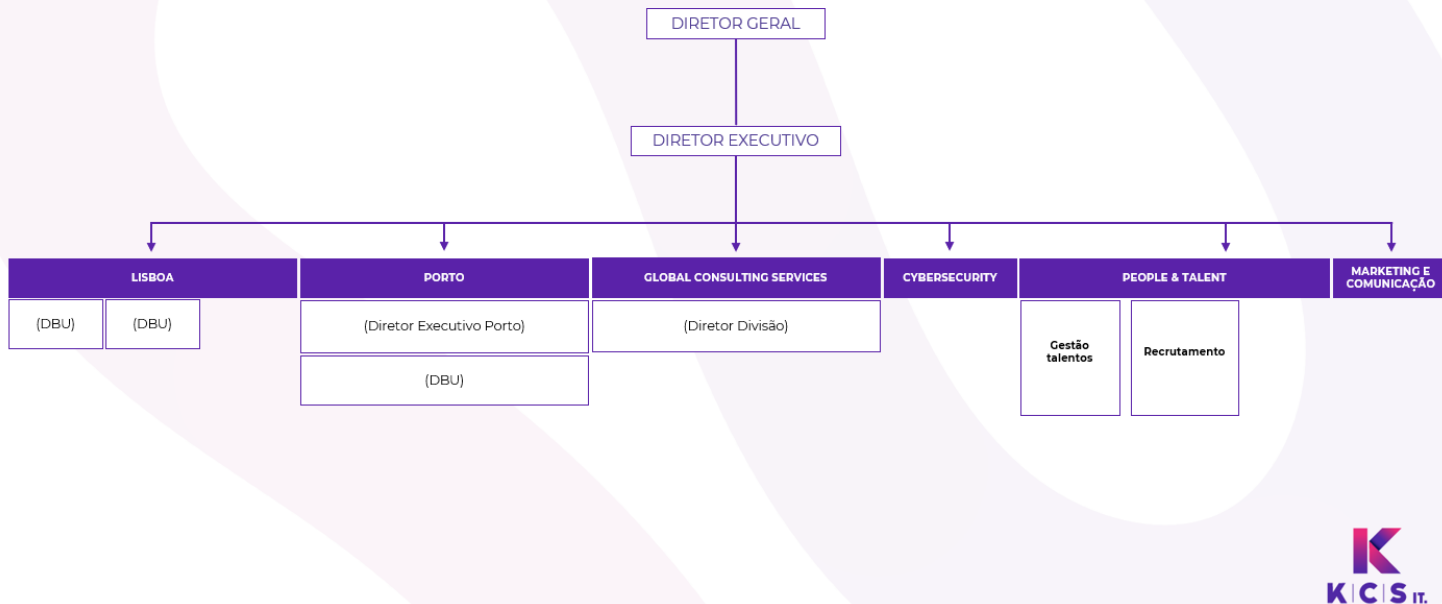 DIRETOR GERAL
DIRETOR EXECUTIVO
LISBOA
PORTO
GLOBAL CONSULTING SERVICES
CYBERSECURITY
PEOPLE & TALENT
MARKETING E
COMUNICAÇÃO
(DBU)
(DBU)
(Diretor Executivo Porto)
(DBU)
(Diretor Divisão)
Gestão
talentos
Recrutamento
K
K|C|S IT.